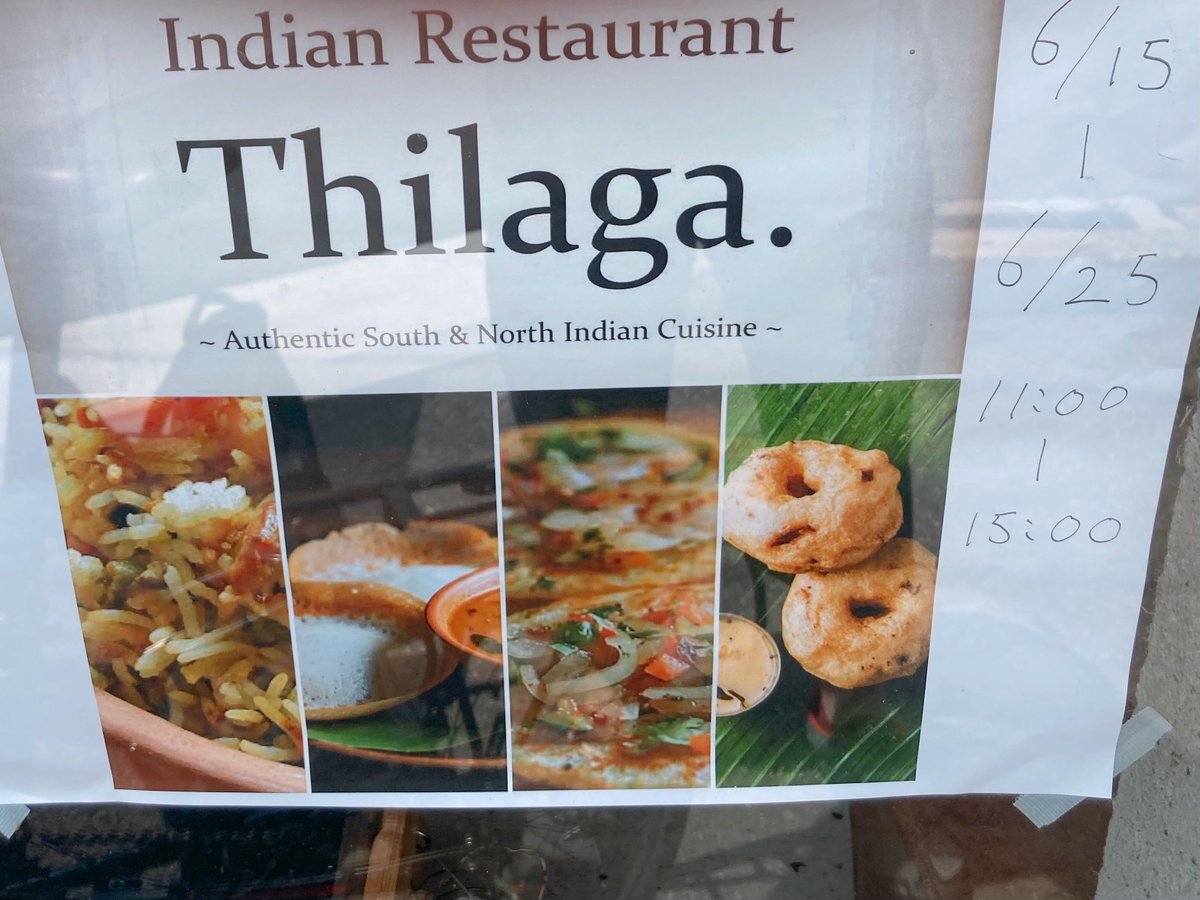 Indian Restaurant
Thilaga.
~ Authentic South & North Indian Cuisine ~
6/15
|
6/25
11:00
|
15:00